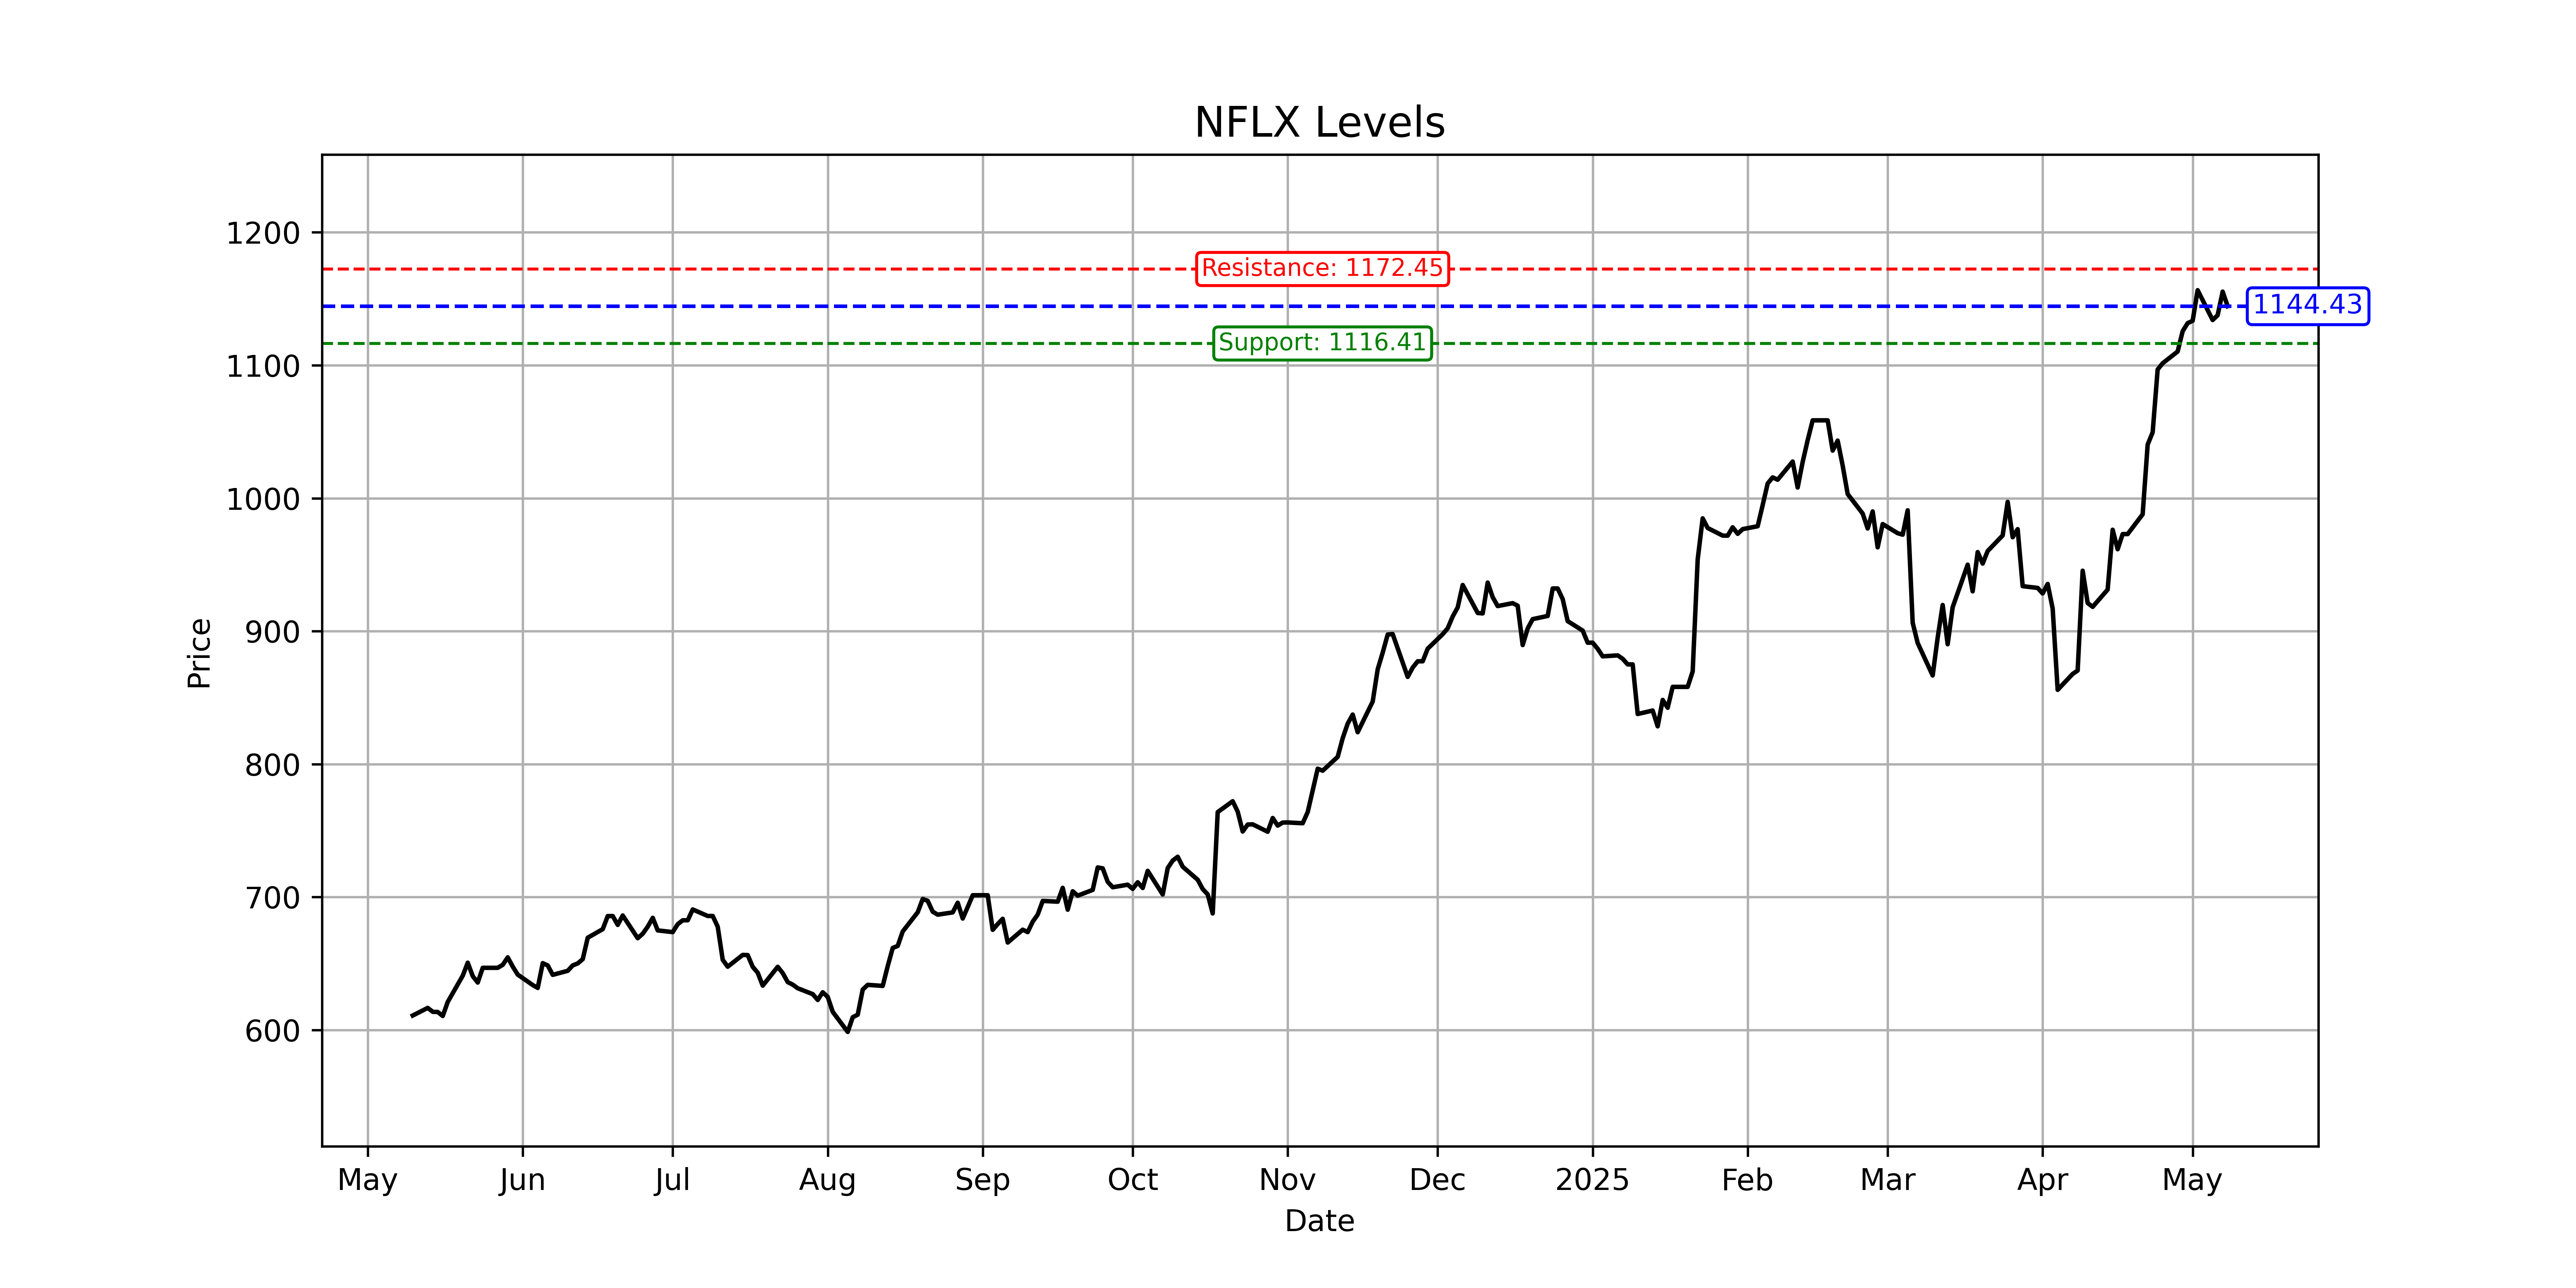 NFLX Levels
1200
Resistance: 1172.45
1144.43
Support: 1116.41
1100
1000
900
Price
800
700
600
May Jun Jul Aug Sep Oct Nov Dec 2025 Feb Mar Apr May
Date